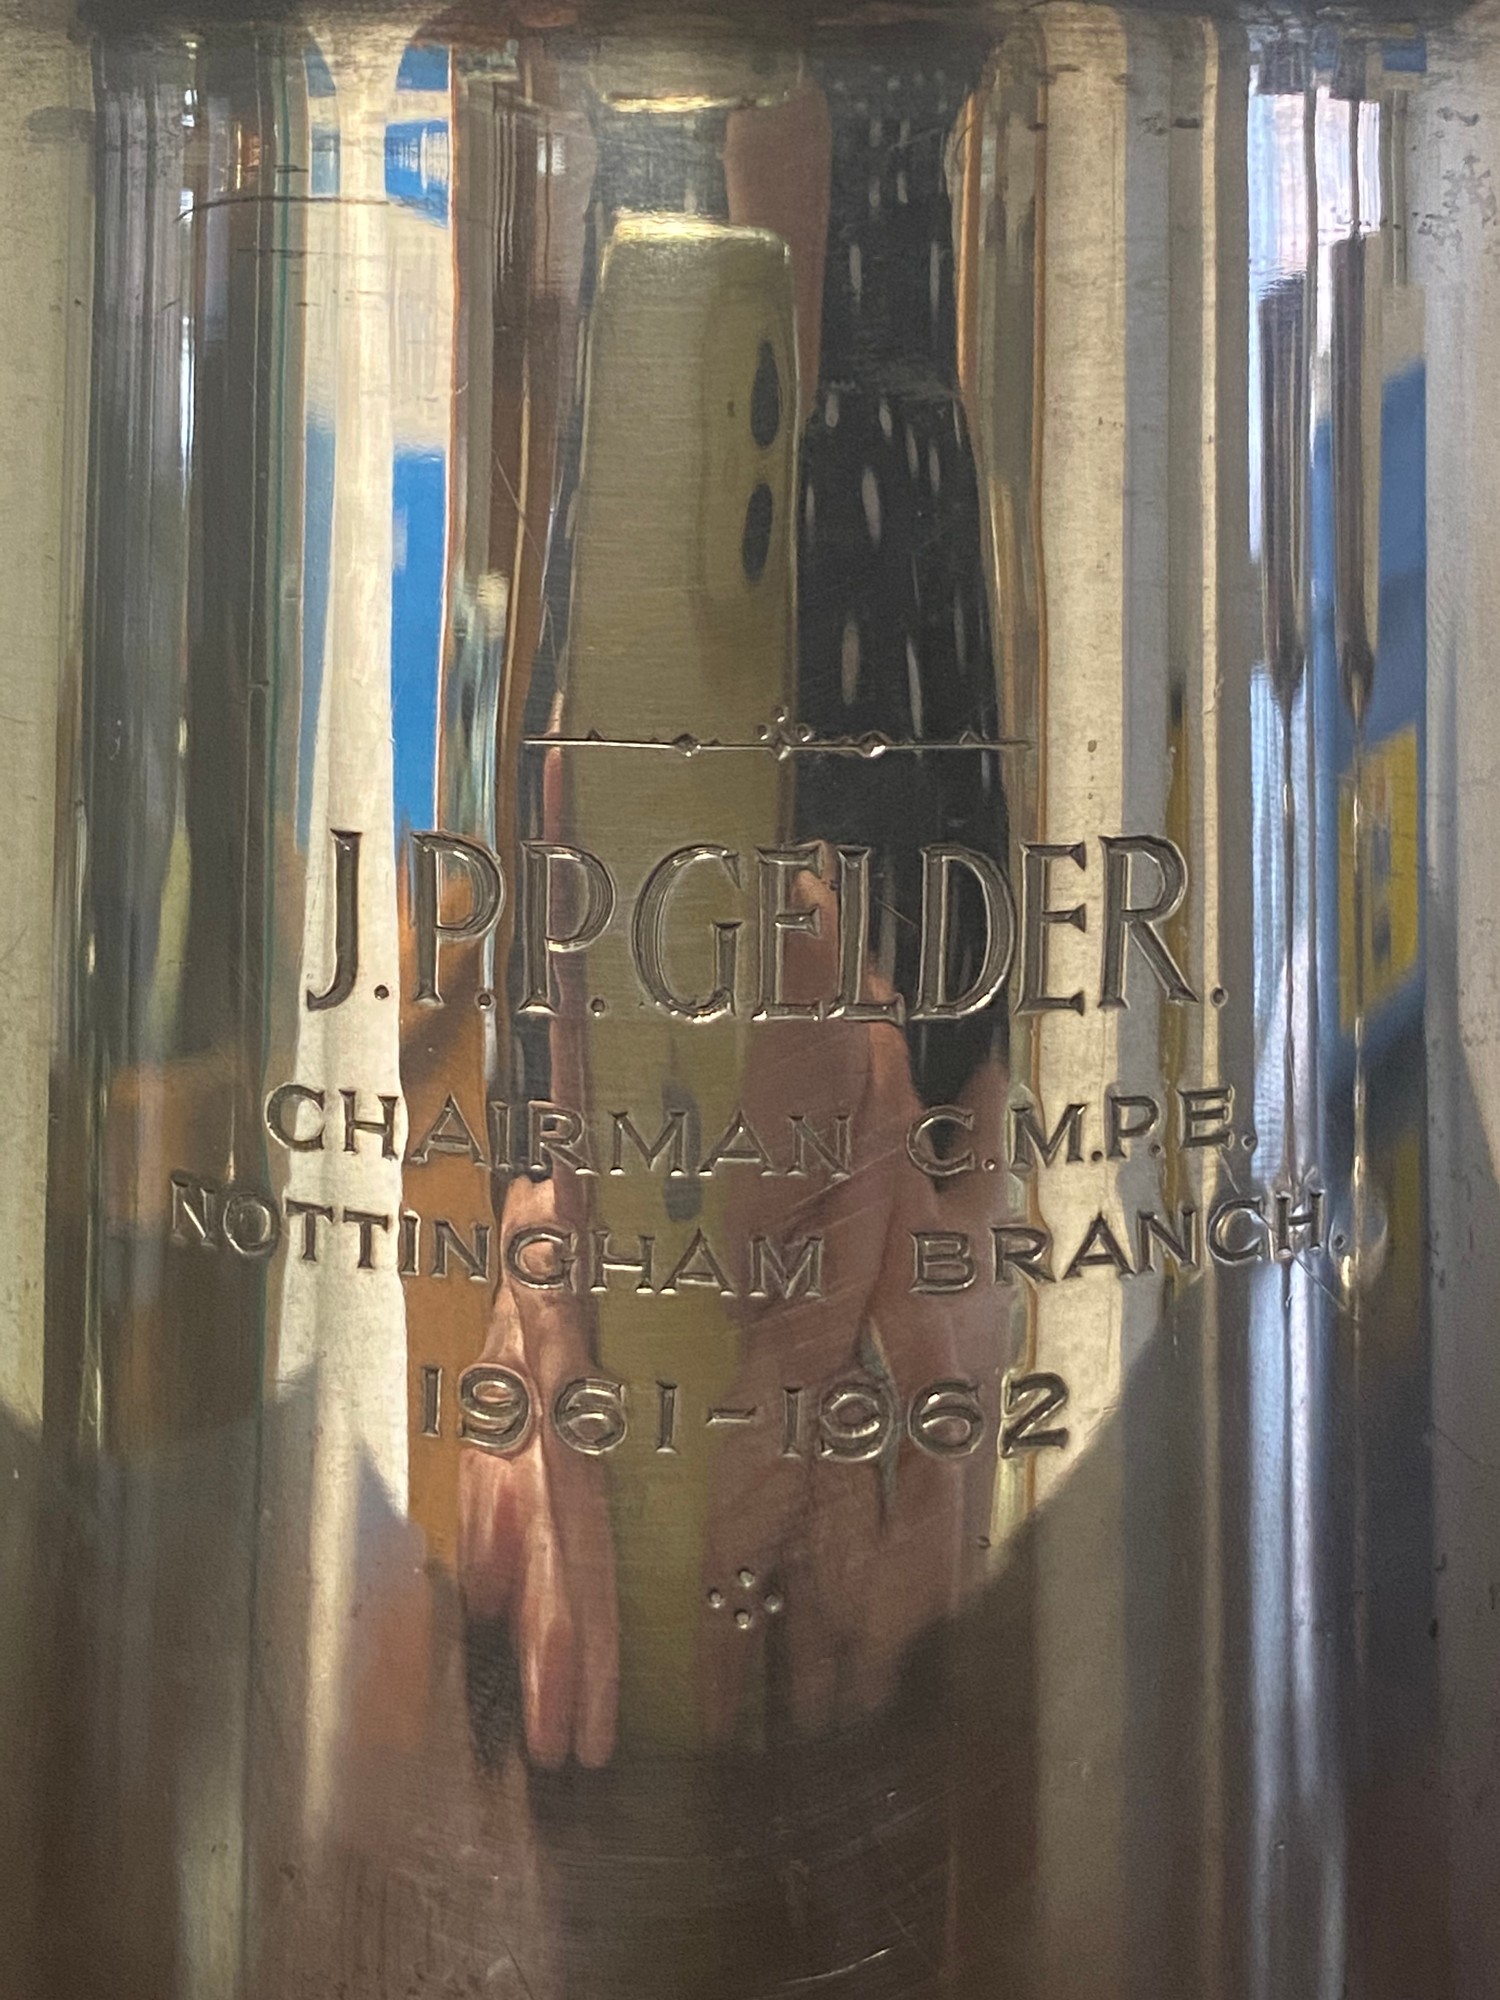 J.P.P.GELDER.
CHAIRMAN C.M.P.E.
NOTTINGHAM BRANCH.
1961-1962